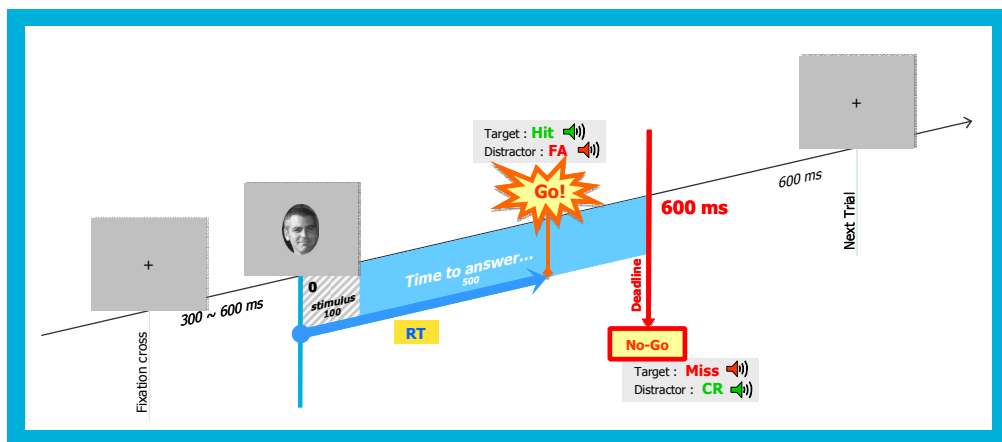 Target : Hit
Distractor : FA
Go!
600 ms
600 ms
Next Trial
Time to answer...
500
0
stimulus
100
300 ~ 600 ms
RT
Deadline
No-Go
Fixation cross
Target : Miss
Distractor : CR